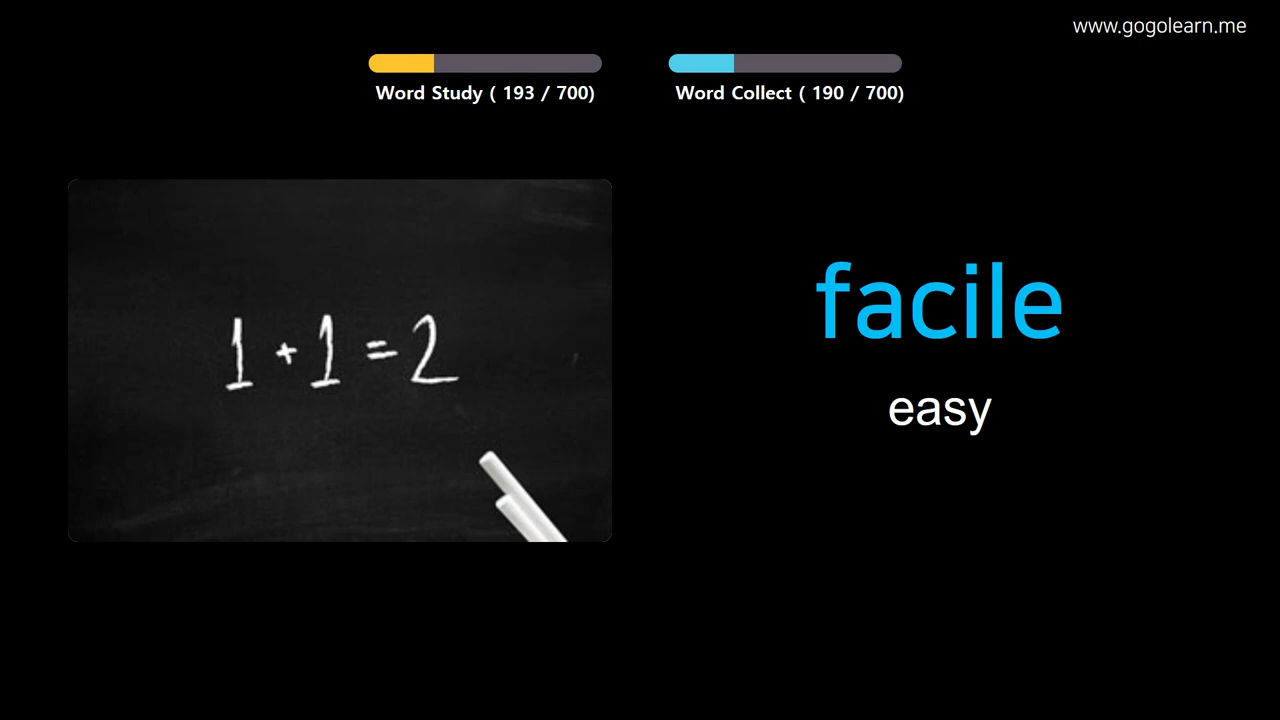 www.gogolearn.me
Word Study ( 193 / 700)
Word Collect ( 190 / 700)
1 + 1 = 2
facile
easy